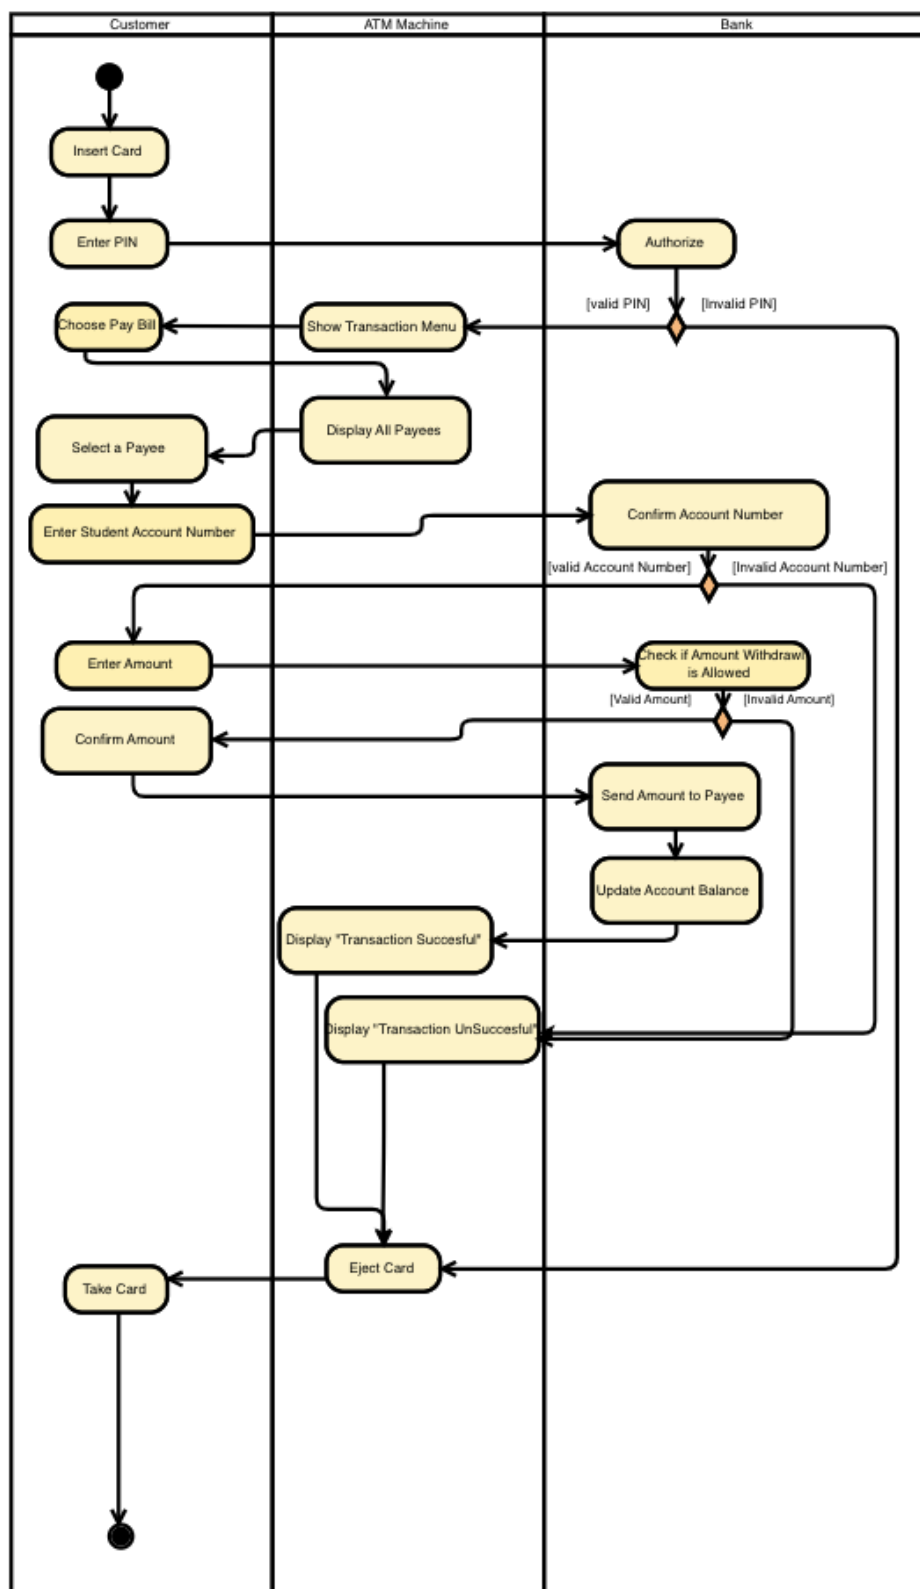 Customer
ATM Machine
Bank
Insert Card
Enter PIN
Authorize
[valid PIN]
[Invalid PIN]
Choose Pay Bill
Show Transaction Menu
Display All Payees
Select a Payee
Enter Student Account Number
Confirm Account Number
[valid Account Number]
[Invalid Account Number]
Enter Amount
Check if Amount Withdrawl
is Allowed
[Valid Amount]
[Invalid Amount]
Confirm Amount
Send Amount to Payee
Update Account Balance
Display "Transaction Succesful"
Display "Transaction UnSuccesful"
Eject Card
Take Card